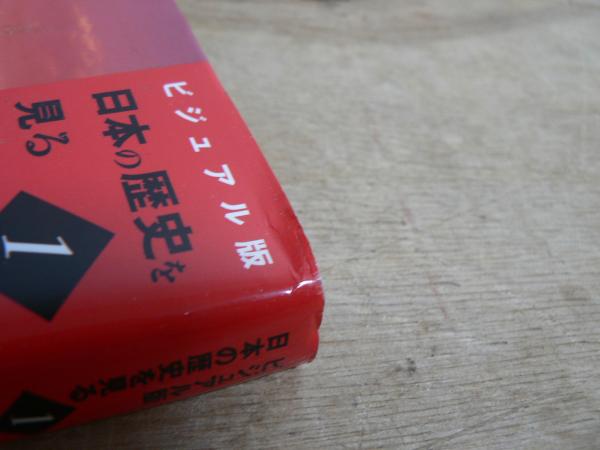 ビジュアル版
日本の歴史を
見る
1
ビジュアル版
日本の歴史を見る
1